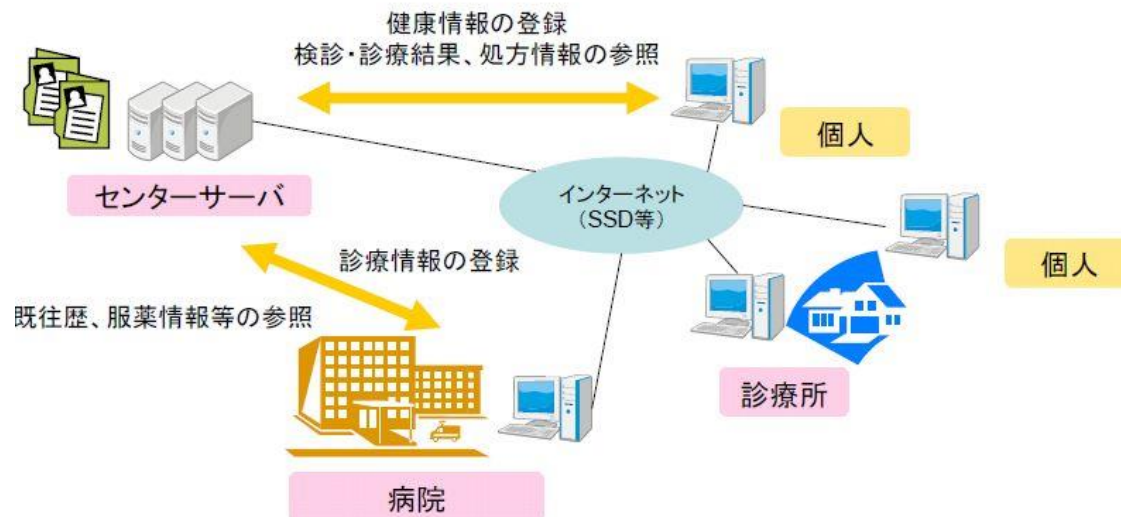 健康情報の登録
検診・診療結果、処方情報の参照
個人
センターサーバ
インターネット
（SSD等）
診療情報の登録
個人
既往歴、服薬情報等の参照
診療所
病院